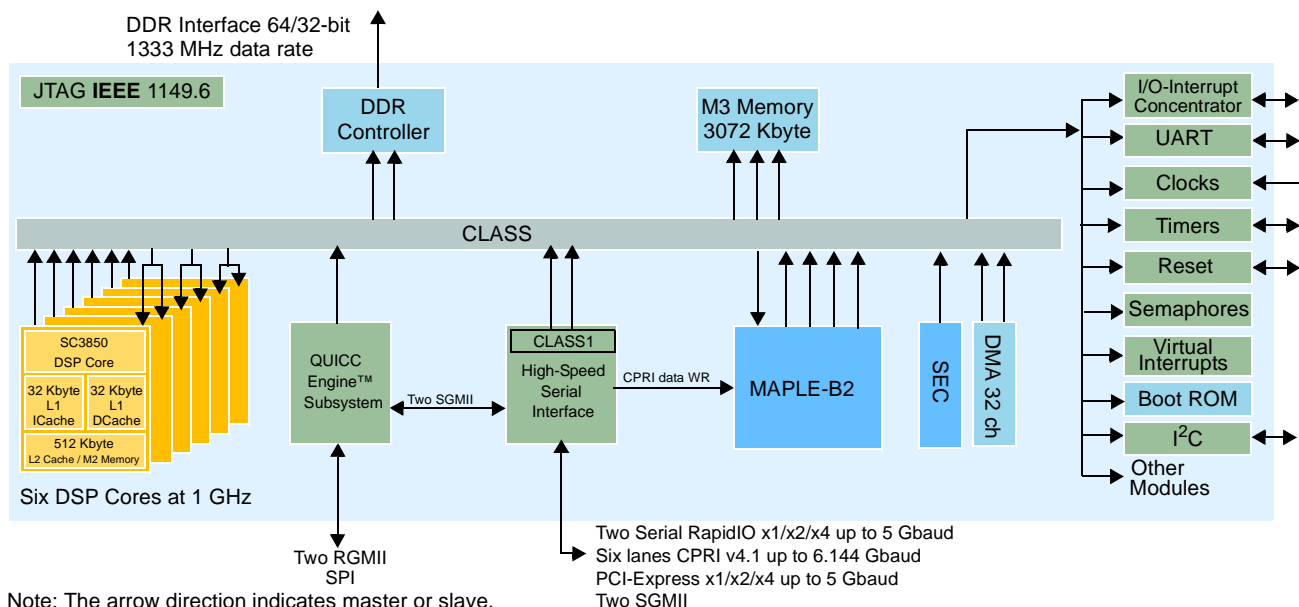 DDR Interface 64/32-bit
1333 MHz data rate
JTAG IEEE 1149.6
DDR
Controller
M3 Memory
3072 Kbyte
I/O-Interrupt
Concentrator
UART
Clocks
Timers
Reset
Semaphores
Virtual
Interrupts
Boot ROM
I²C
Other
Modules
CLASS
SC3850
DSP Core
32 Kbyte
L1
ICache
32 Kbyte
L1
DCache
512 Kbyte
L2 Cache / M2 Memory
Six DSP Cores at 1 GHz
QUICC
Engine™
Subsystem
Two SGMII
CLASS1
High-Speed
Serial
Interface
CPRI data WR
MAPLE-B2
SEC
DMA 32 ch
Two RGMII
SPI
Two Serial RapidIO x1/x2/x4 up to 5 Gbaud
Six lanes CPRI v4.1 up to 6.144 Gbaud
PCI-Express x1/x2/x4 up to 5 Gbaud
Two SGMII
Note: The arrow direction indicates master or slave.